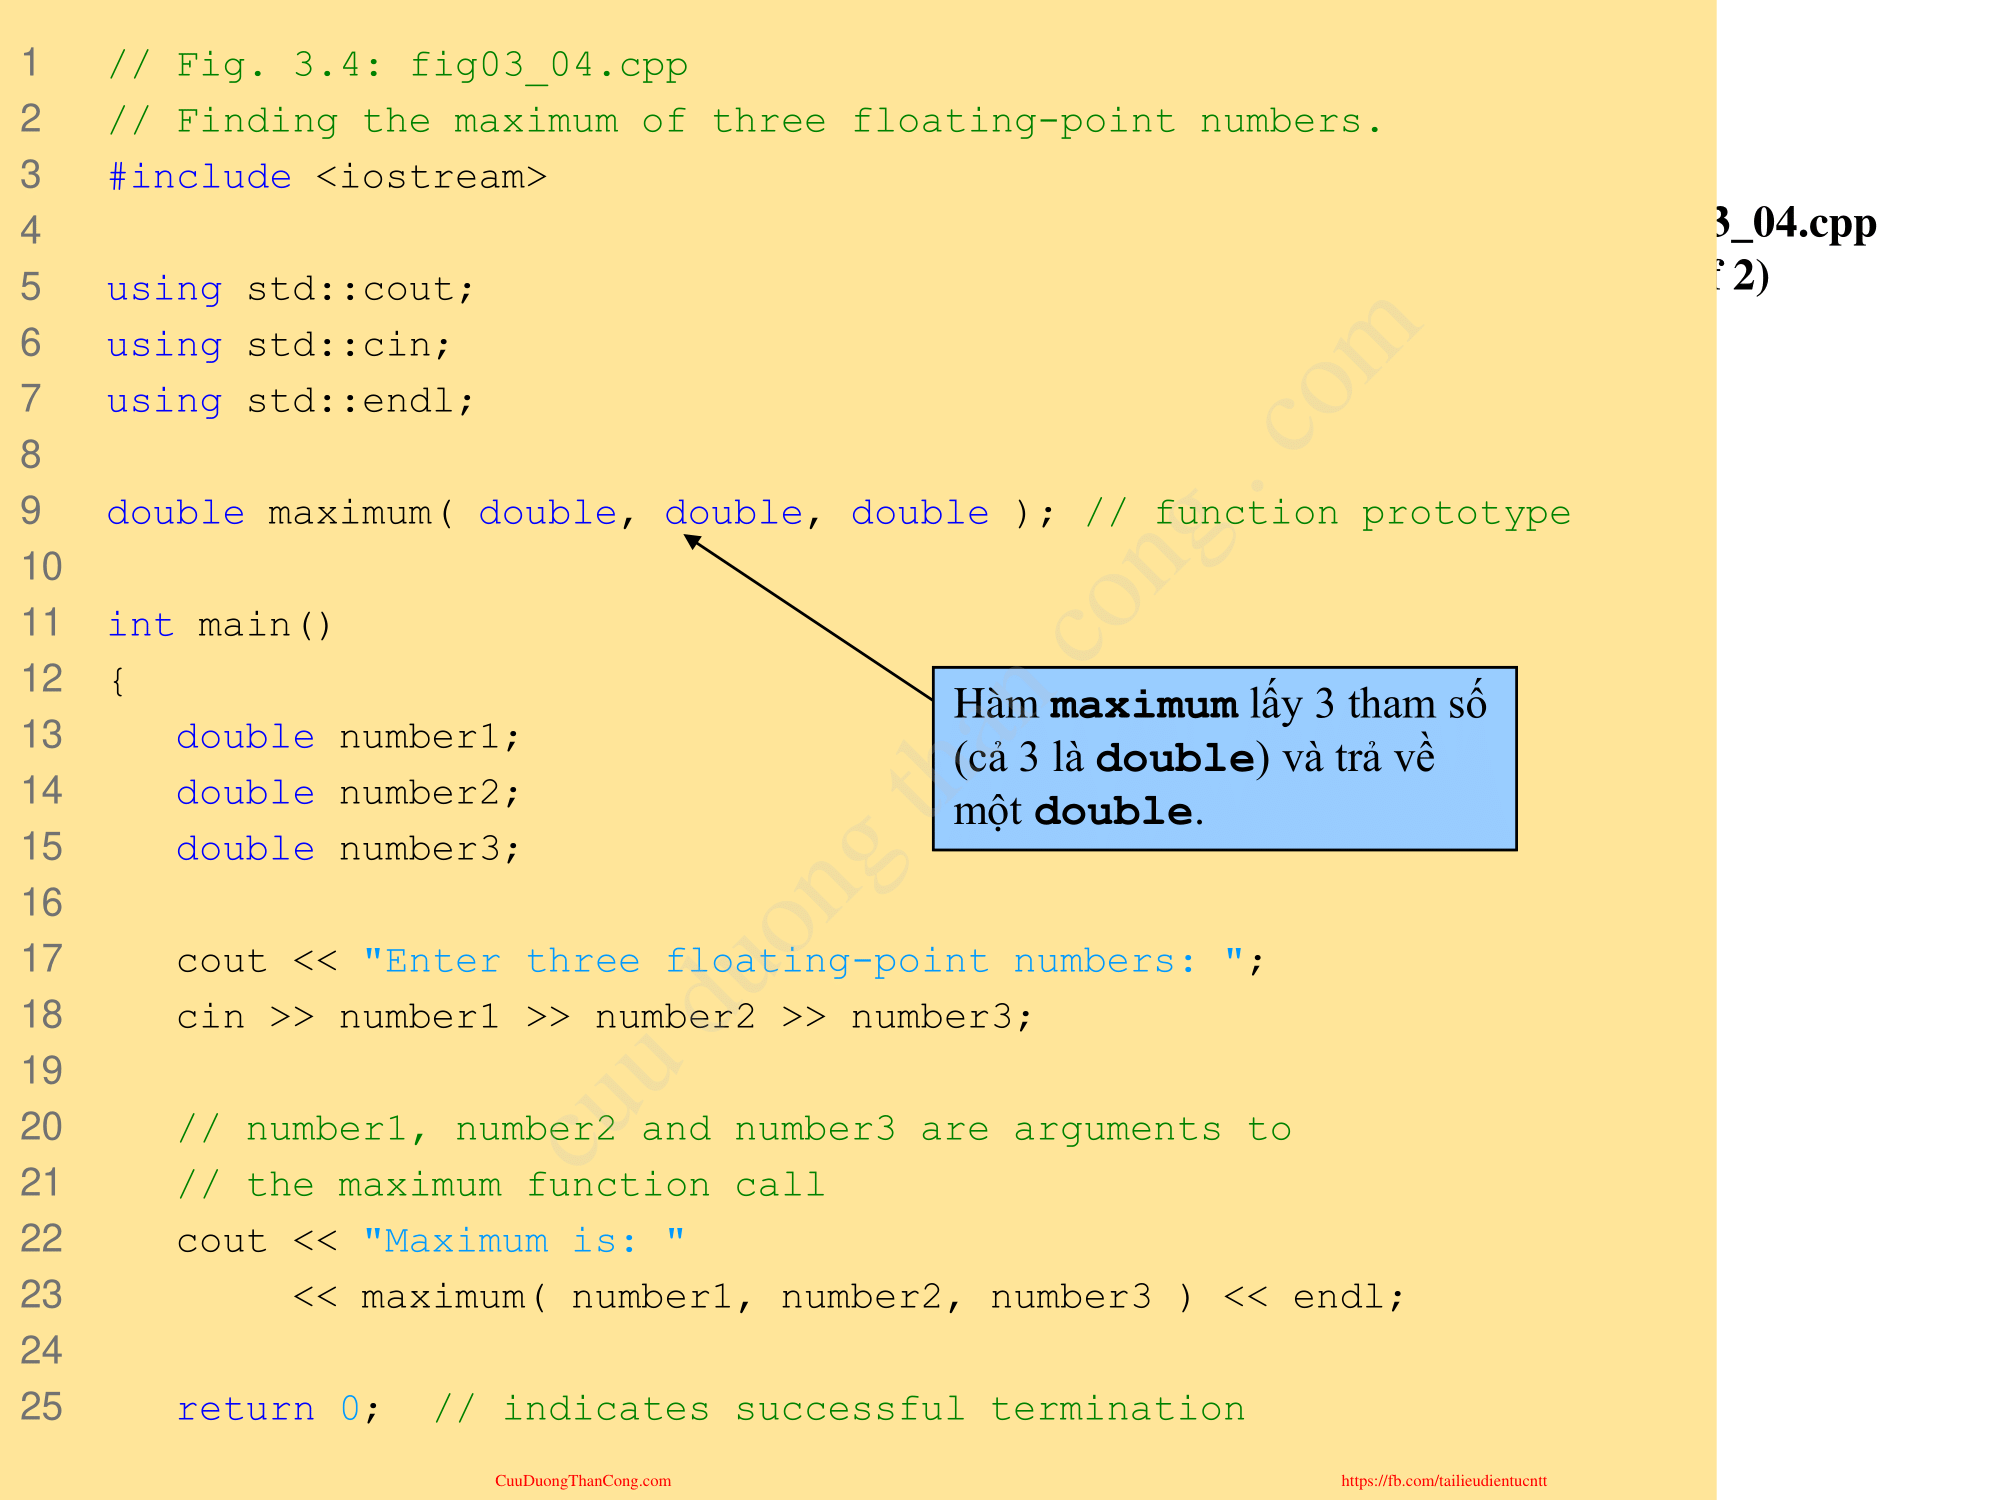 1 // Fig. 3.4: fig03_04.cpp
2 // Finding the maximum of three floating-point numbers.
3 #include <iostream>
4
5 using std::cout;
6 using std::cin;
7 using std::endl;
8
9 double maximum( double, double, double ); // function prototype
10
11 int main()
12 {
13 double number1;
14 double number2;
15 double number3;
16
17 cout << "Enter three floating-point numbers: ";
18 cin >> number1 >> number2 >> number3;
19
20 // number1, number2 and number3 are arguments to
21 // the maximum function call
22 cout << "Maximum is: "
23 << maximum( number1, number2, number3 ) << endl;
24
25 return 0; // indicates successful termination
Hàm maximum lấy 3 tham số
(cả 3 là double) và trả về
một double.
3_04.cpp
2)
cuu duong than cong . com
CuuDuongThanCong.com
https://fb.com/tailieudientucntt